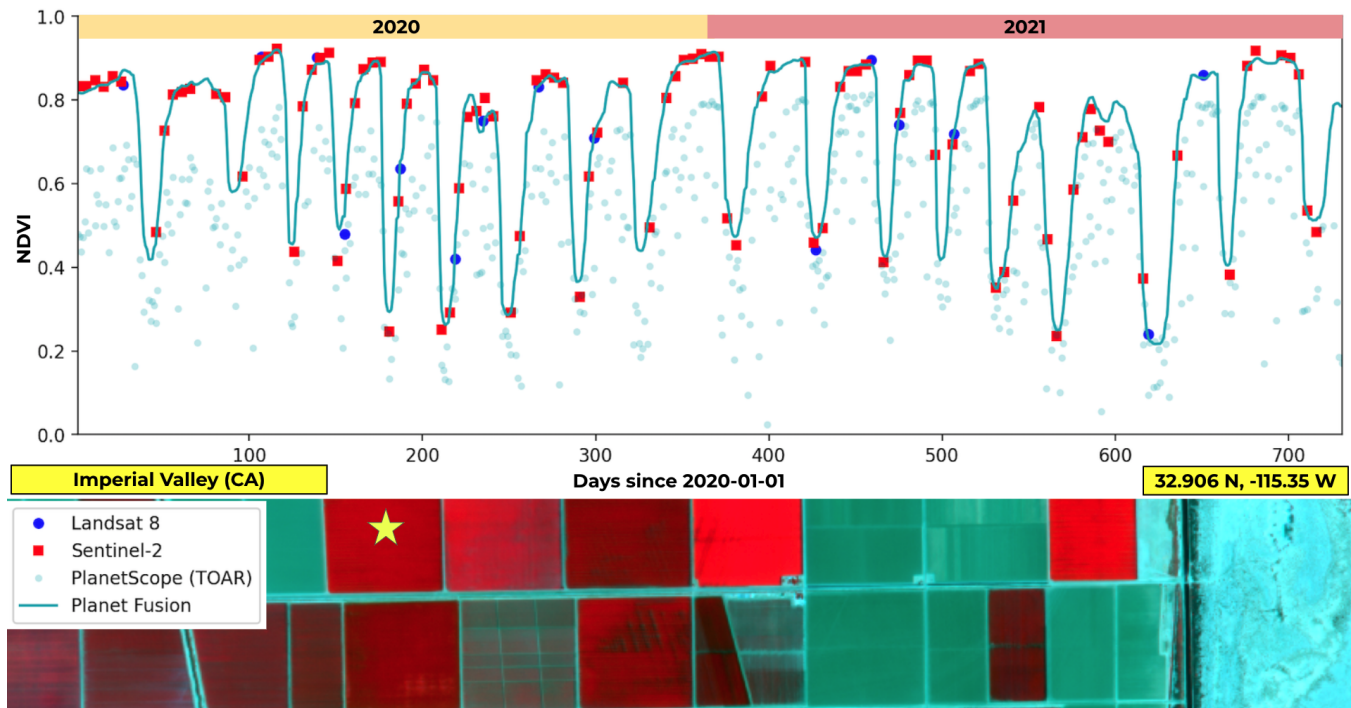 2020 2021
1.0
0.8
0.6
0.4
0.2
0.0
NDVI
100 200 300 400 500 600 700
Imperial Valley (CA) Days since 2020-01-01 32.906 N, -115.35 W
Landsat 8
Sentinel-2
PlanetScope (TOAR)
Planet Fusion